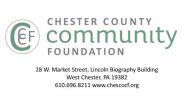 CHESTER COUNTY
CCCF
community
FOUNDATION
28 W. Market Street, Lincoln Biography Building
West Chester, PA 19382
610.696.8211 www.chescocf.org